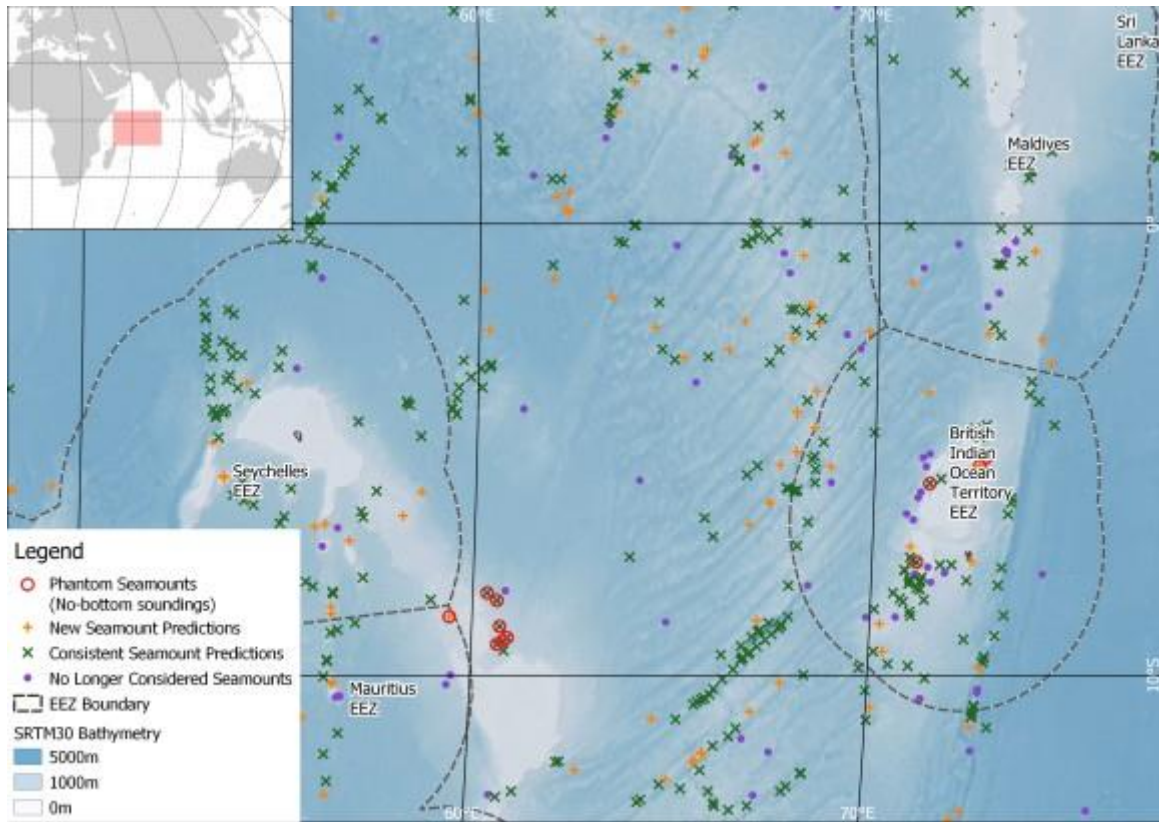 60°E
70°E
Sri
Lanka
EEZ
Maldives
EEZ
0°
British
Indian
Ocean
Territory
EEZ
Seychelles
EEZ
Legend
Phantom Seamounts
(No-bottom soundings)
New Seamount Predictions
Consistent Seamount Predictions
No Longer Considered Seamounts
EEZ Boundary
SRTM30 Bathymetry
5000m
1000m
0m
Mauritius
EEZ
10°S
60°E
70°E